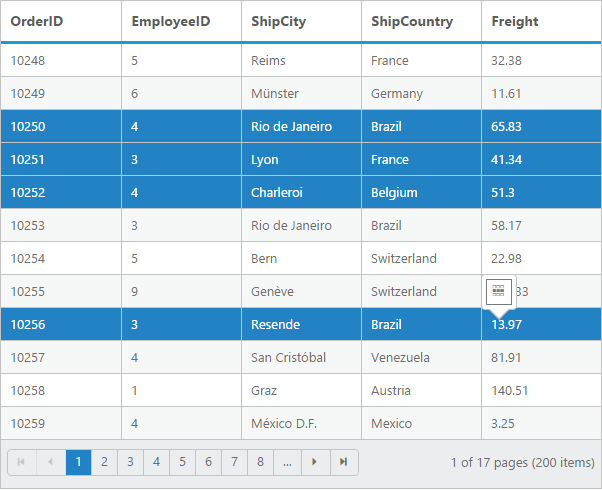 OrderID EmployeeID ShipCity ShipCountry Freight
10248 5 Reims France 32.38
10249 6 Münster Germany 11.61
10250 4 Rio de Janeiro Brazil 65.83
10251 3 Lyon France 41.34
10252 4 Charleroi Belgium 51.3
10253 3 Rio de Janeiro Brazil 58.17
10254 5 Bern Switzerland 22.98
10255 9 Genève Switzerland .33
10256 3 Resende Brazil 13.97
10257 4 San Cristóbal Venezuela 81.91
10258 1 Graz Austria 140.51
10259 4 México D.F. Mexico 3.25
1 2 3 4 5 6 7 8 ... 1 of 17 pages (200 items)